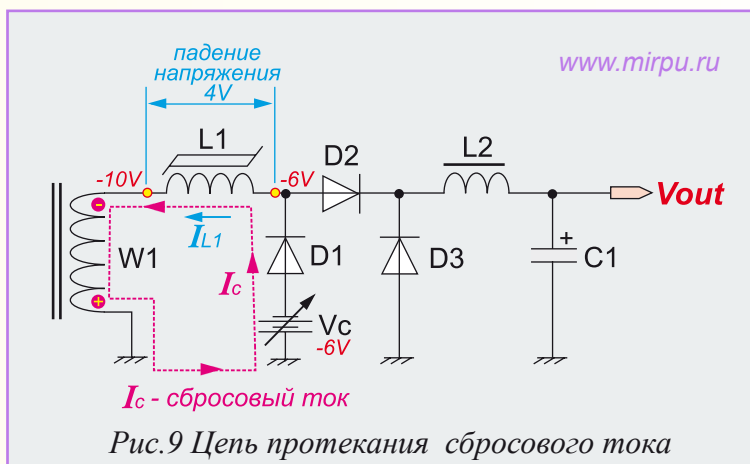 падение
напряжения
4V
www.mirpu.ru
L1
D2
L2
-10V
-6V
Vout
-
IL1
W1
D1
D3
+
C1
Ic
+
Vc
-6V
Ic - сбросовый ток
Рис.9 Цепь протекания сбросового тока